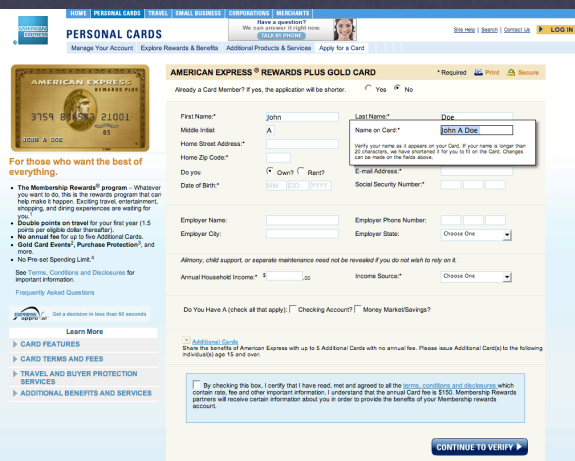 HOME PERSONAL CARDS TRAVEL SMALL BUSINESS CORPORATIONS MERCHANTS
AMERICAN EXPRESS
PERSONAL CARDS
Have a question?
We can answer it right now.
TALK BY PHONE
Site Help | Search | Contact Us LOG IN
Manage Your Account Explore Rewards & Benefits Additional Products & Services Apply for a Card
AMERICAN EXPRESS
REWARDS PLUS
3759 21001
JOHN A DOE
For those who want the best of everything.
The Membership Rewards® program – Whatever
you want to do, this is the rewards program that can
help make it happen. Exciting travel, entertainment,
shopping, and dining experiences are waiting for
you.1
Double points on travel for your first year (1.5
points per eligible dollar thereafter).
No annual fee for up to five Additional Cards.
Gold Card Events2, Purchase Protection3, and
more.
No Pre-set Spending Limit.4
See Terms, Conditions and Disclosures for
important information.
Frequently Asked Questions
Get a decision in less than 60 seconds
Learn More
CARD FEATURES
CARD TERMS AND FEES
TRAVEL AND BUYER PROTECTION
SERVICES
ADDITIONAL BENEFITS AND SERVICES
AMERICAN EXPRESS ® REWARDS PLUS GOLD CARD * Required Print Secure
Already a Card Member? If yes, the application will be shorter. Yes No
First Name:* John Last Name:* Doe
Middle Initial: A Name on Card:* John A Doe
Verify your name as it appears on your Card. If your name is longer than
20 characters, we have shortened it for you to fit on the Card. Changes
can be made on the fields above.
Home Street Address:*
Home Zip Code:*
Do you Own? Rent? E-mail Address:*
Date of Birth:* MM DD YYYY Social Security Number:*
Employer Name: Employer Phone Number:
Employer City: Employer State: Choose One
Alimony, child support, or separate maintenance need not be revealed if you do not wish to rely on it.
Annual Household Income:* $ .00 Income Source:* Choose One
Do You Have A (check all that apply): Checking Account? Money Market/Savings?
Additional Cards
Share the benefits of American Express with up to 5 Additional Cards with no annual fee. Please issue Additional Card(s) to the following
individual(s) age 15 and over.
By checking this box, I certify that I have read, met and agreed to all the terms, conditions and disclosures which
contain rate, fee and other important information. I understand that the annual Card fee is $150. Membership Rewards
partners will receive certain information about you in order to provide the benefits of your Membership rewards
account.
CONTINUE TO VERIFY